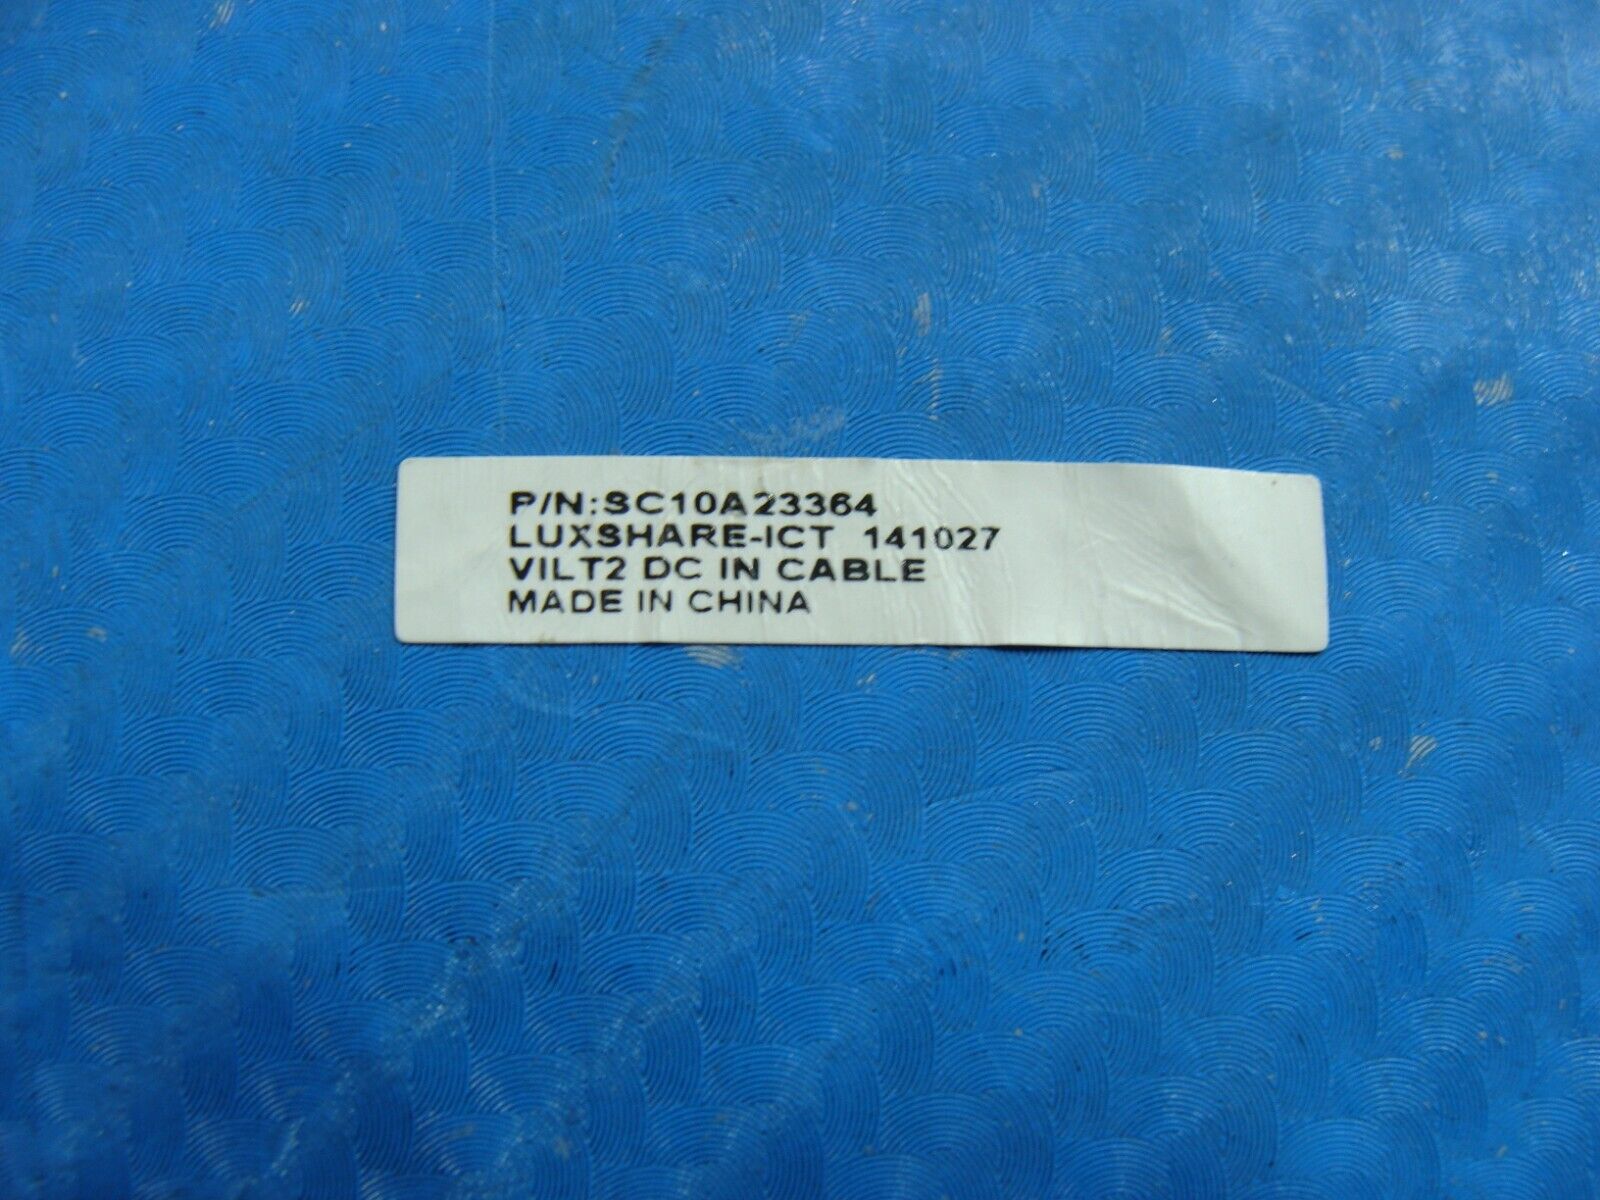 P/N:SC10A23364
LUXSHARE-ICT 141027
VILT2 DC IN CABLE
MADE IN CHINA